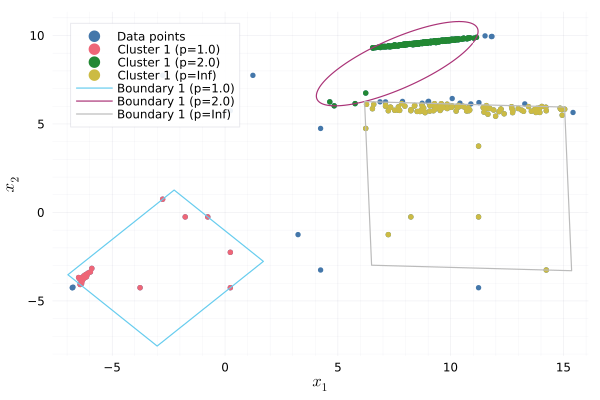 Data points
Cluster 1 (p=1.0)
Cluster 1 (p=2.0)
Cluster 1 (p=Inf)
Boundary 1 (p=1.0)
Boundary 1 (p=2.0)
Boundary 1 (p=Inf)
10
5
0
−5
x₂
−5 0 5 10 15
x₁